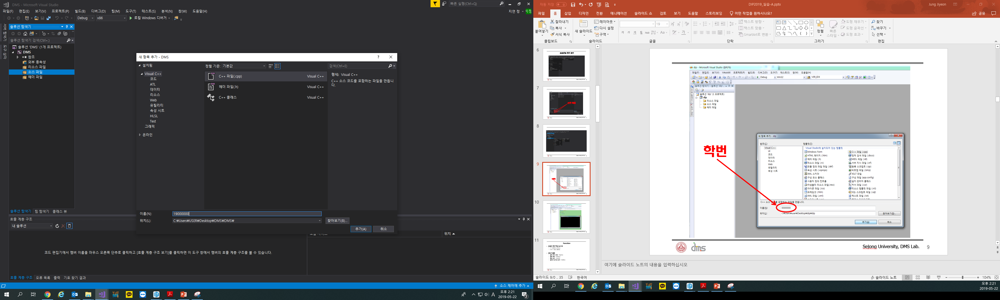 DMS - Microsoft Visual Studio
빠른 실행(Ctrl+Q)
파일(F) 편집(E) 보기(V) 프로젝트(P) 빌드(B) 디버그(D) 팀(M) 도구(T) 테스트(S) 분석(N) 창(W) 도움말(H)
지연 정
Debug x86 로컬 Windows 디버거
서버 탐색기
도구 상자
솔루션 탐색기
솔루션 탐색기 검색(Ctrl+;)
솔루션 'DMS' (1개 프로젝트)
DMS
참조
외부 종속성
리소스 파일
소스 파일
헤더 파일
새 항목 추가 - DMS
설치됨
Visual C++
코드
ATL
데이터
리소스
Web
유틸리티
속성 시트
HLSL
Test
그래픽
온라인
정렬 기준: 기본값
C++ 파일(.cpp) Visual C++
헤더 파일(.h) Visual C++
C++ 클래스 Visual C++
검색(Ctrl+E)
형식: Visual C++
C++ 소스 코드를 포함하는 파일을 만듭니
다.
이름(N): 19000000
위치(L): C:₩Users₩USER₩Desktop₩DMS₩DMS₩
찾아보기(B)...
추가(A) 취소
솔루션 탐색기 팀 탐색기 클래스 뷰
호출 계층 구조
내 솔루션
위치
코드 편집기에서 멤버 이름을 마우스 오른쪽 단추로 클릭하고 [호출 계층 구조 보기]를 클릭하면 이 도구 창에서 멤버의 호출 계층 구조를 볼 수 있습니다.
호출 계층 구조 오류 목록 출력 기호 찾기 결과
소스 제어에 추가
A
오후 2:21
2019-05-22
2
자동 저장
DIP2019_실습-A.pptx
Jung Jiyeon
파일 홈 삽입 디자인 전환 애니메이션 슬라이드 쇼 검토 보기 도움말 스토리보딩 어떤 작업을 원하시나요?
공유
붙여넣기
잘라내기
복사
서식 복사
클립보드
새 슬라이드
레이아웃
다시 설정
구역
슬라이드
19
글꼴
텍스트 방향
텍스트 맞춤
SmartArt로 변환
단락
정렬
빠른 스타일
도형 채우기
도형 윤곽선
도형 효과
그리기
찾기
바꾸기
선택
편집
6
7
8
9
10
11
Function
dip - Microsoft Visual Studio (관리자)
파일(F) 편집(E) 보기(V) VAssistX 프로젝트(P) 빌드(B) 디버그(D) 도구(T) 테스트(S) 창(W) 도움말(H)
Debug Win32 VER_IDX
솔루션 탐색기 - 솔루션 'dip'...
솔루션 'dip' (1 프로젝트)
dip
리소스 파일
소스 파일
헤더 파일
학번
새 항목 추가 - dip
범주(C):
Visual C++
UI
코드
데이터
리소스
Web
유틸리티
속성 시트
템플릿(T):
Visual Studio에 설치되어 있는 템플릿
Windows Form C++ 파일 (.cpp)
HTML 페이지 (.htm) 정적 검색 파일 (.disco)
헤더 파일 (.h) MIDL 파일 (.idl)
리소스 파일 (.rc) 서버 지시 파일 (.srf)
모듈 정의 파일 파일 (.def) 등록 스크립트 (.rgs)
속성 시트 (.vsprops) 비트맵 파일 (.bmp)
XML 스키마 XSLT 파일
구성 요소 클래스 구성 파일 (app.config)
사용자 정의 컨트롤 설치 관리자 클래스
어셈블리 리소스 파일(.resx) 커서 파일 (.cur)
아이콘 파일 (.ico) 리소스 템플릿 파일 (.rct)
프레임셋 (.htm) SQL 스크립트 파일 (.sql)
XML 파일 (.xml) 텍스트 파일 (.txt)
이름(N): 0000000
위치(L): c:₩Users₩user₩Desktop₩dip₩dip
찾아보기(B)...
추가(A) 취소
dms
Sejong University, DMS Lab. 9
여기에 슬라이드 노트의 내용을 입력하십시오
슬라이드 9/0 .. 35 한국어
슬라이드 노트
104%
오후 2:21
2019-05-22